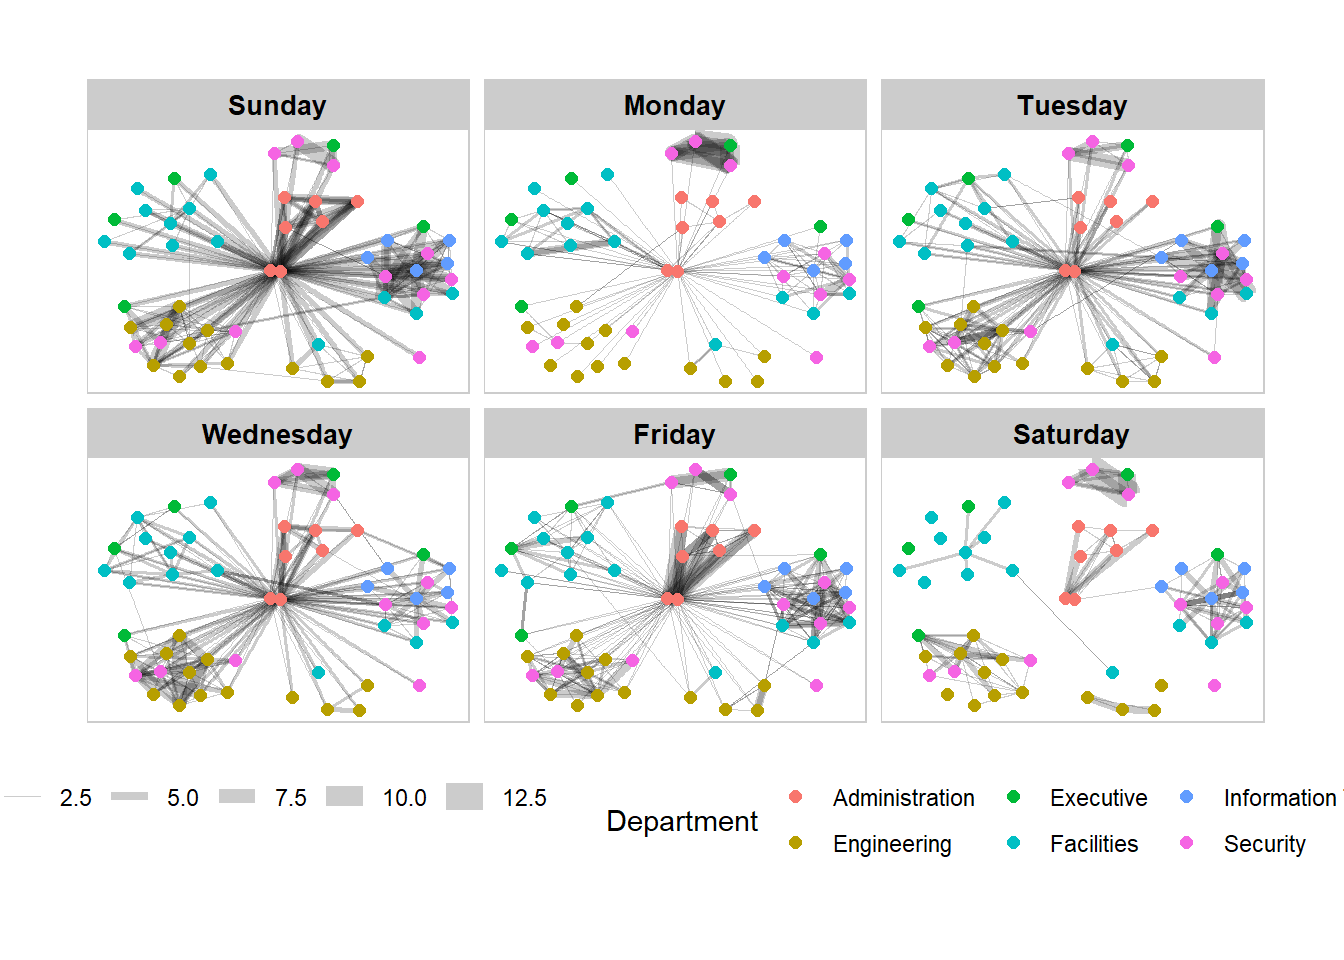 Sunday Monday Tuesday
Wednesday Friday Saturday
2.5 5.0 7.5 10.0 12.5
Department
Administration Executive Information
Engineering Facilities Security